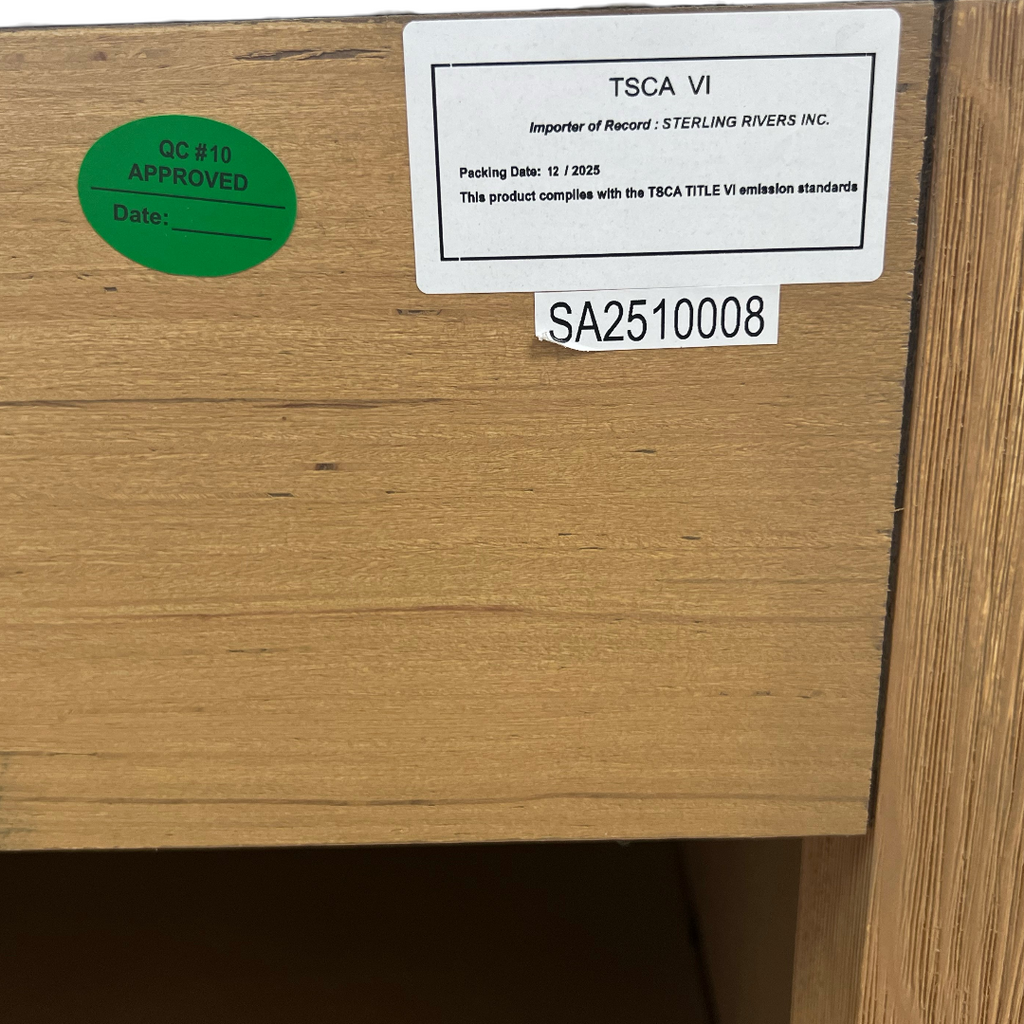 QC #10
APPROVED
Date:
TSCA VI
Importer of Record : STERLING RIVERS INC.
Packing Date: 12 / 2025
This product complies with the TSCA TITLE VI emission standards
SA2510008